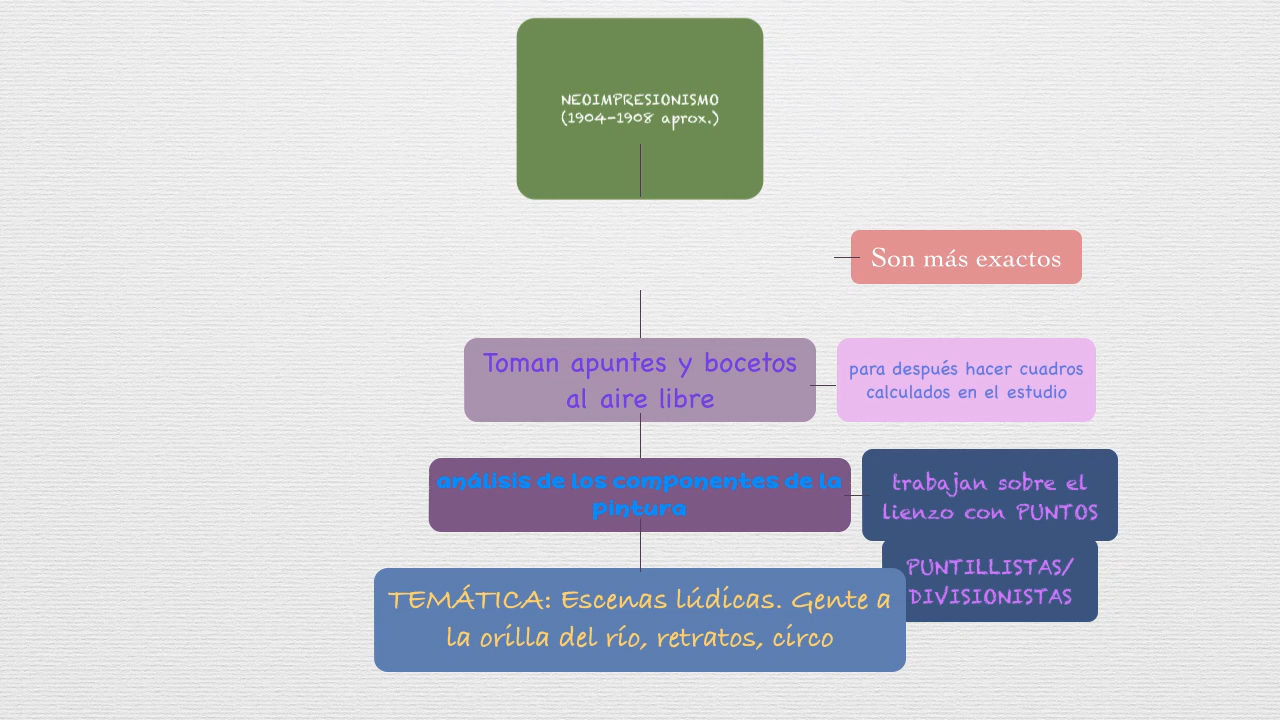 NEOIMPRESIONISMO
(1904-1908 aprox.)
Son más exactos
Toman apuntes y bocetos
al aire libre
para después hacer cuadros
calculados en el estudio
análisis de los componentes de la
pintura
trabajan sobre el
lienzo con PUNTOS
PUNTILLISTAS/
DIVISIONISTAS
TEMÁTICA: Escenas lúdicas. Gente a
la orilla del río, retratos, circo